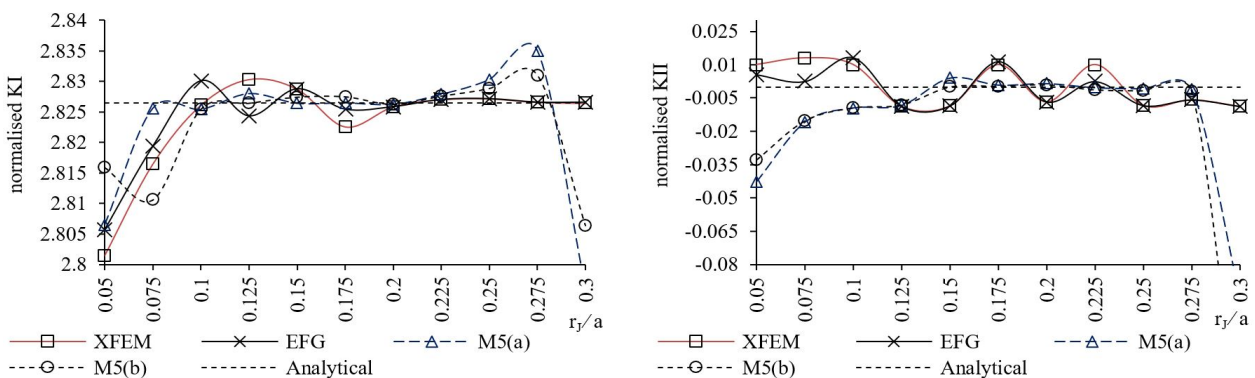 2.84
2.835
2.83
2.825
2.82
2.815
2.81
2.805
2.8
normalised KI
0.05
0.075
0.1
0.125
0.15
0.175
0.2
0.225
0.25
0.275
0.3
rJ/a
XFEM
EFG
M5(a)
M5(b)
Analytical
0.025
0.01
-0.005
-0.02
-0.035
-0.05
-0.065
-0.08
normalised KII
0.05
0.075
0.1
0.125
0.15
0.175
0.2
0.225
0.25
0.275
0.3
rJ/a
XFEM
EFG
M5(a)
M5(b)
Analytical